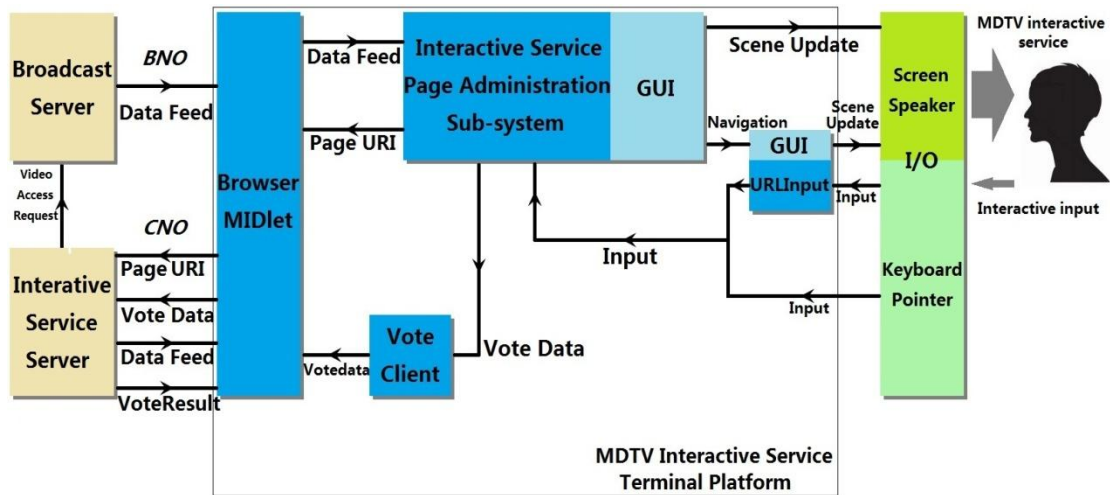 Broadcast
Server
BNO
Data Feed
Video
Access
Request
CNO
Page URI
Vote Data
Data Feed
VoteResult
Interative
Service
Server
Browser
MIDlet
Data Feed
Page URI
Interactive Service
Page Administration
Sub-system
GUI
Scene Update
Navigation
GUI
URLInput
Scene
Update
Input
Input
Input
Vote
Client
Votedata
Vote Data
MDTV Interactive Service
Terminal Platform
Screen
Speaker
I/O
Keyboard
Pointer
MDTV interactive
service
Interactive input